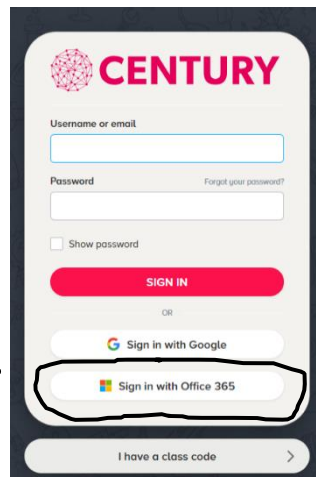 CENTURY
Username or email
Password Forgot your password?
Show password
SIGN IN
OR
Sign in with Google
Sign in with Office 365
I have a class code